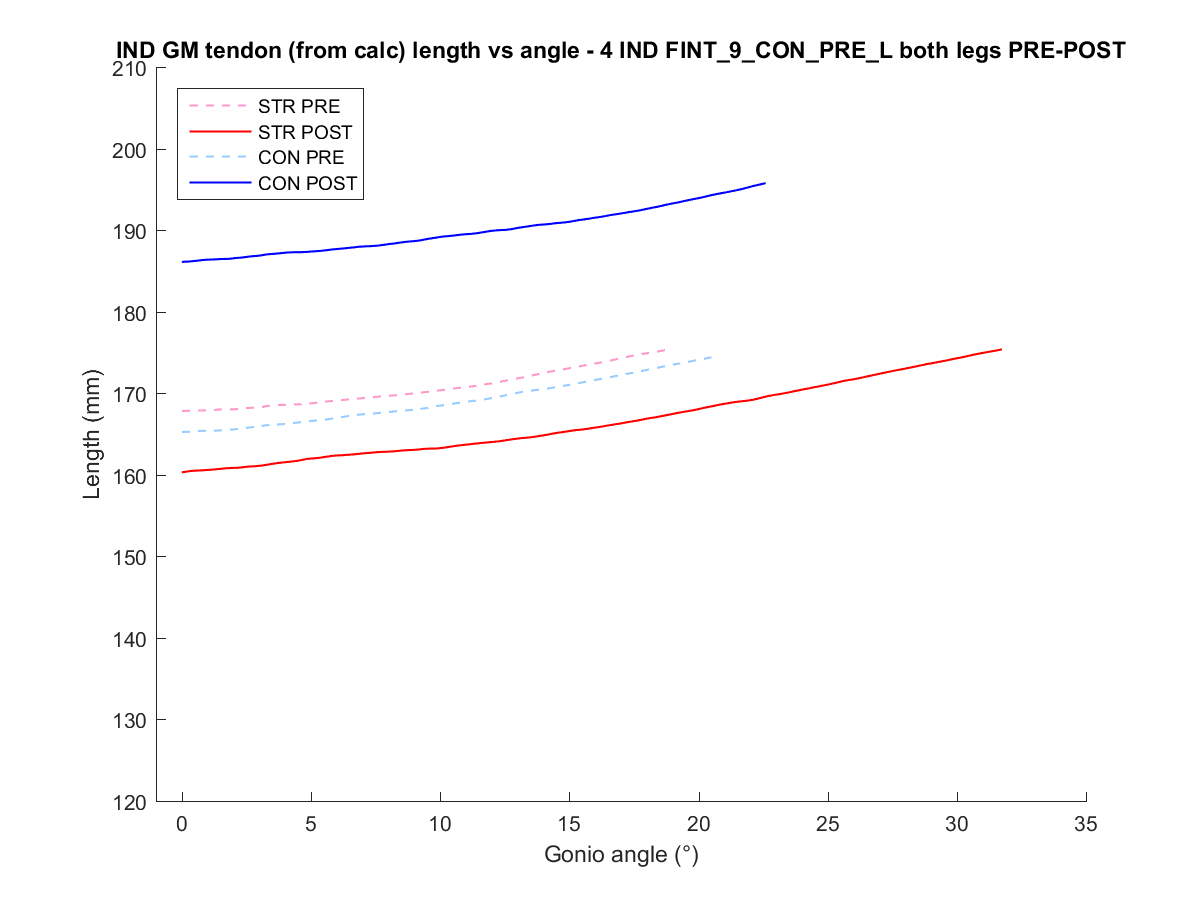 IND GM tendon (from calc) length vs angle - 4 IND FINT_9_CON_PRE_L both legs PRE-POST
210
200
190
180
170
160
150
140
130
120
Length (mm)
STR PRE
STR POST
CON PRE
CON POST
0 5 10 15 20 25 30 35
Gonio angle (°)